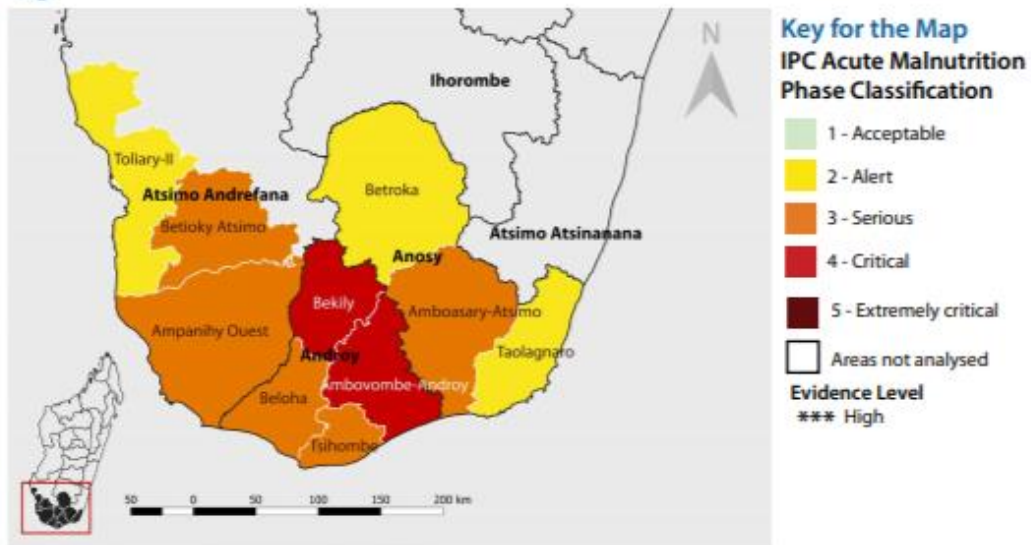 Key for the Map
IPC Acute Malnutrition
Phase Classification
1 - Acceptable
2 - Alert
3 - Serious
4 - Critical
5 - Extremely critical
Areas not analysed
Evidence Level
*** High
N
Ihorombe
Toliary-II
Atsimo Andrefana
Betioky Atsimo
Betroka
Atsimo Atsinanana
Anosy
Bekily
Amboasary-Atsimo
Ampanihy Ouest
Androy
Taolagnaro
Ambovombe-Androy
Beloha
Tsihombe
50 0 50 100 150 200 km